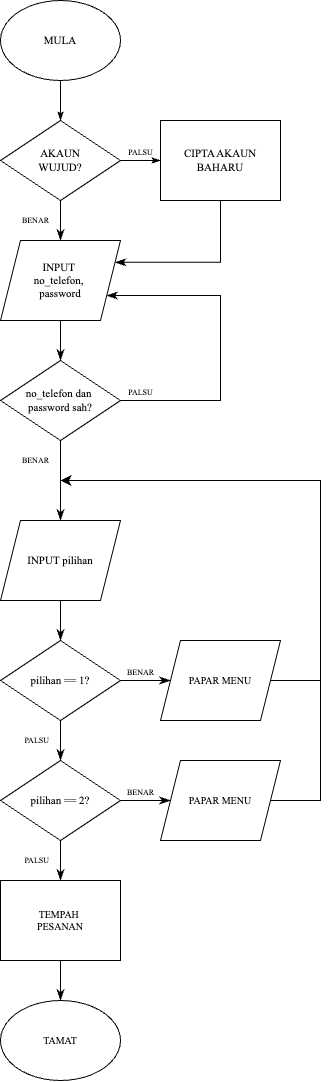 MULA
AKAUN
WUJUD?
PALSU
CIPTA AKAUN
BAHARU
BENAR
INPUT
no_telefon,
password
no_telefon dan
password sah?
PALSU
BENAR
INPUT pilihan
pilihan == 1?
BENAR
PAPAR MENU
PALSU
pilihan == 2?
BENAR
PAPAR MENU
PALSU
TEMPAH
PESANAN
TAMAT